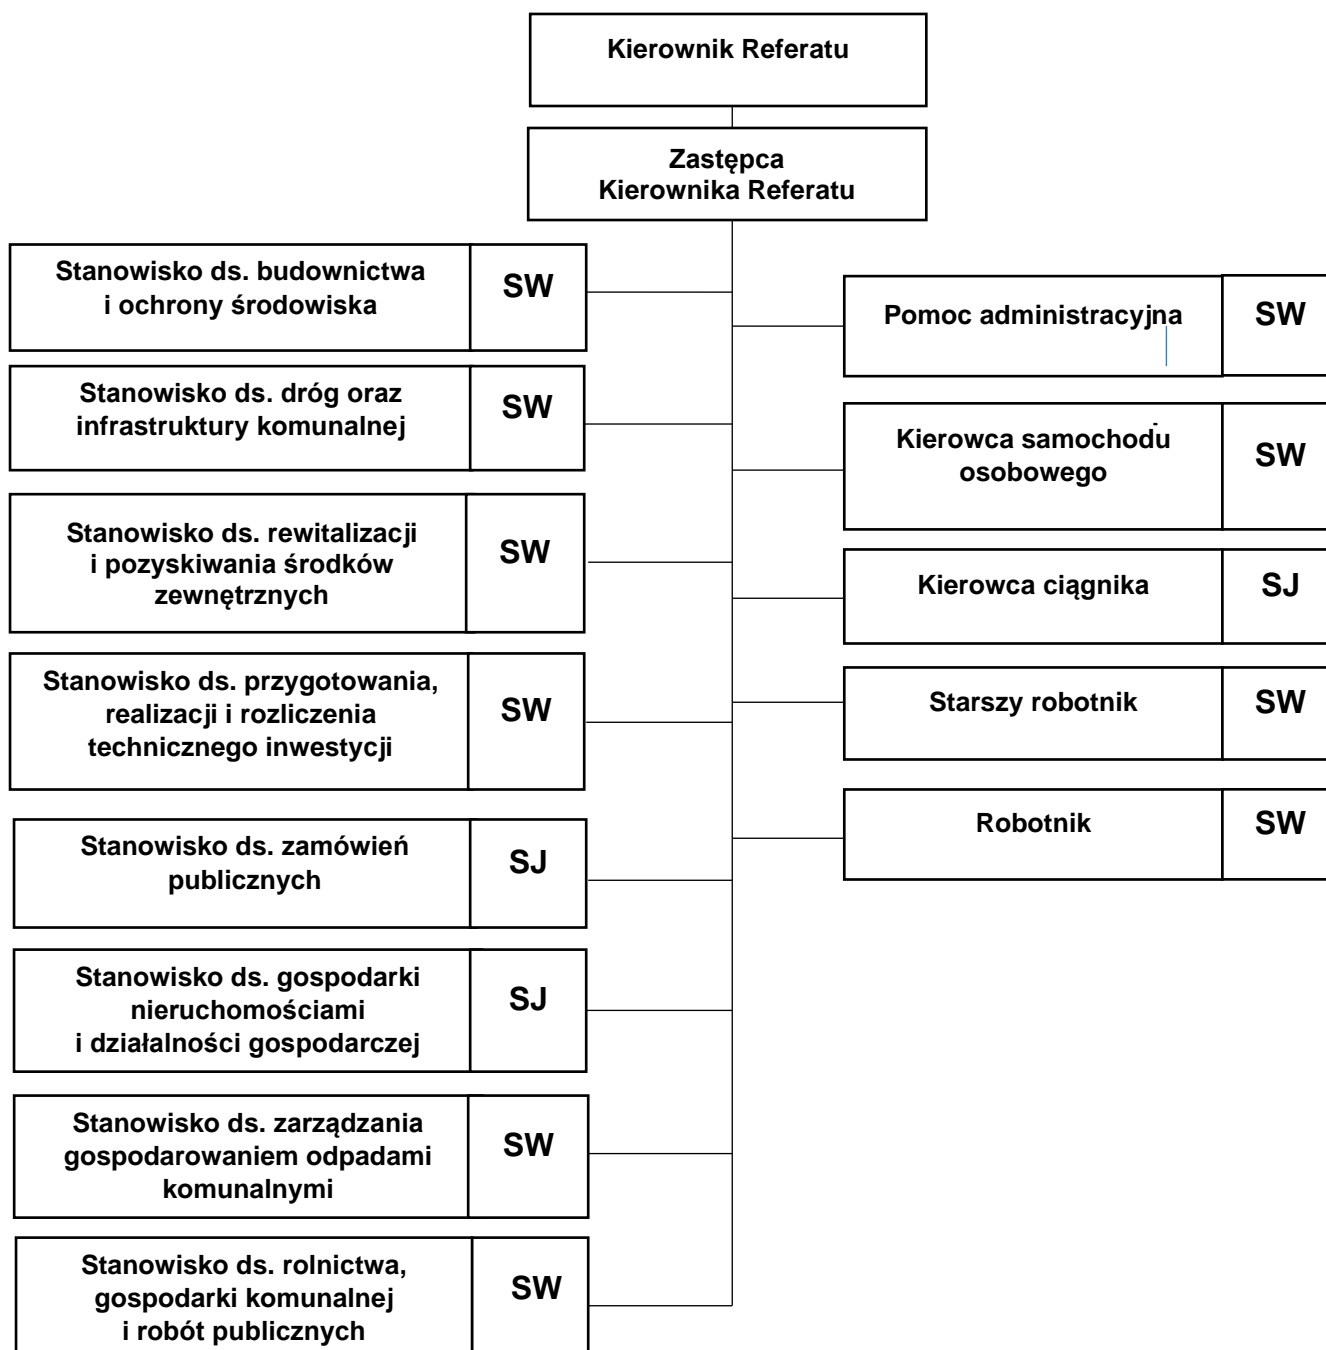 Kierownik Referatu
Zastępca
Kierownika Referatu
Stanowisko ds. budownictwa
i ochrony środowiska
SW
Stanowisko ds. dróg oraz
infrastruktury komunalnej
SW
Stanowisko ds. rewitalizacji
i pozyskiwania środków
zewnętrznych
SW
Stanowisko ds. przygotowania,
realizacji i rozliczenia
technicznego inwestycji
SW
Stanowisko ds. zamówień
publicznych
SJ
Stanowisko ds. gospodarki
nieruchomościami
i działalności gospodarczej
SJ
Stanowisko ds. zarządzania
gospodarowaniem odpadami
komunalnymi
SW
Stanowisko ds. rolnictwa,
gospodarki komunalnej
i robót publicznych
SW
Pomoc administracyjna
SW
Kierowca samochodu
osobowego
SW
Kierowca ciągnika
SJ
Starszy robotnik
SW
Robotnik
SW